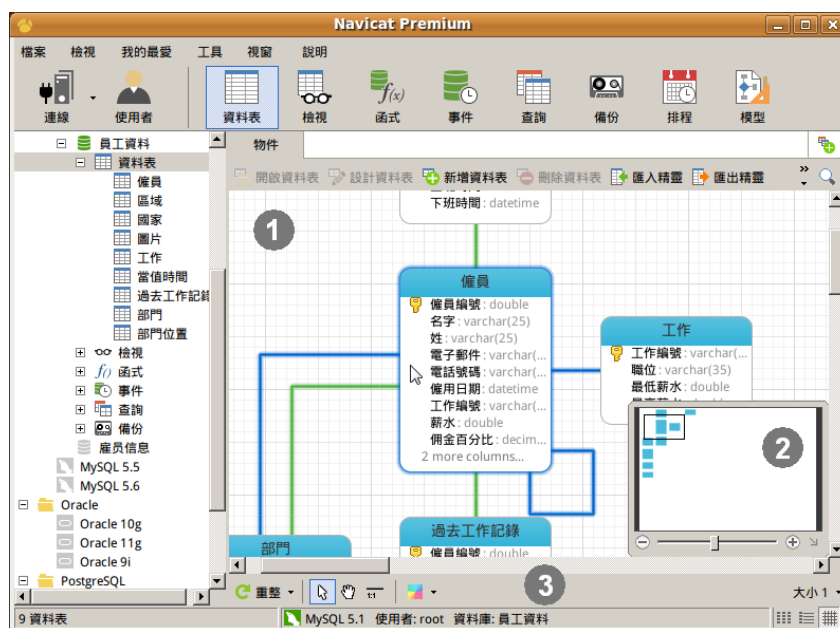 Navicat Premium
檔案 檢視 我的最愛 工具 視窗 說明
連線 使用者 資料表 檢視 函式 事件 查詢 備份 排程 模型
員工資料
資料表
僱員
區域
國家
圖片
工作
當值時間
過去工作記錄
部門
部門位置
檢視
函式
事件
查詢
備份
雇员信息
MySQL 5.5
MySQL 5.6
Oracle
Oracle 10g
Oracle 11g
Oracle 9i
PostgreSQL
物件
開啟資料表 設計資料表 新增資料表 刪除資料表 匯入精靈 匯出精靈
下班時間 : datetime
1
僱員
僱員編號 : double
名字 : varchar(25)
姓 : varchar(25)
電子郵件 : varchar(...
電話號碼 : varchar(...
僱用日期 : datetime
工作編號 : varchar(...
薪水 : double
佣金百分比 : decim...
2 more columns...
工作
工作編號 : varchar(...
職位 : varchar(35)
最低薪水 : double
2
過去工作記錄
僱員編號 : double
部門
重整 1:1 3 大小 1
9 資料表 MySQL 5.1 使用者: root 資料庫: 員工資料